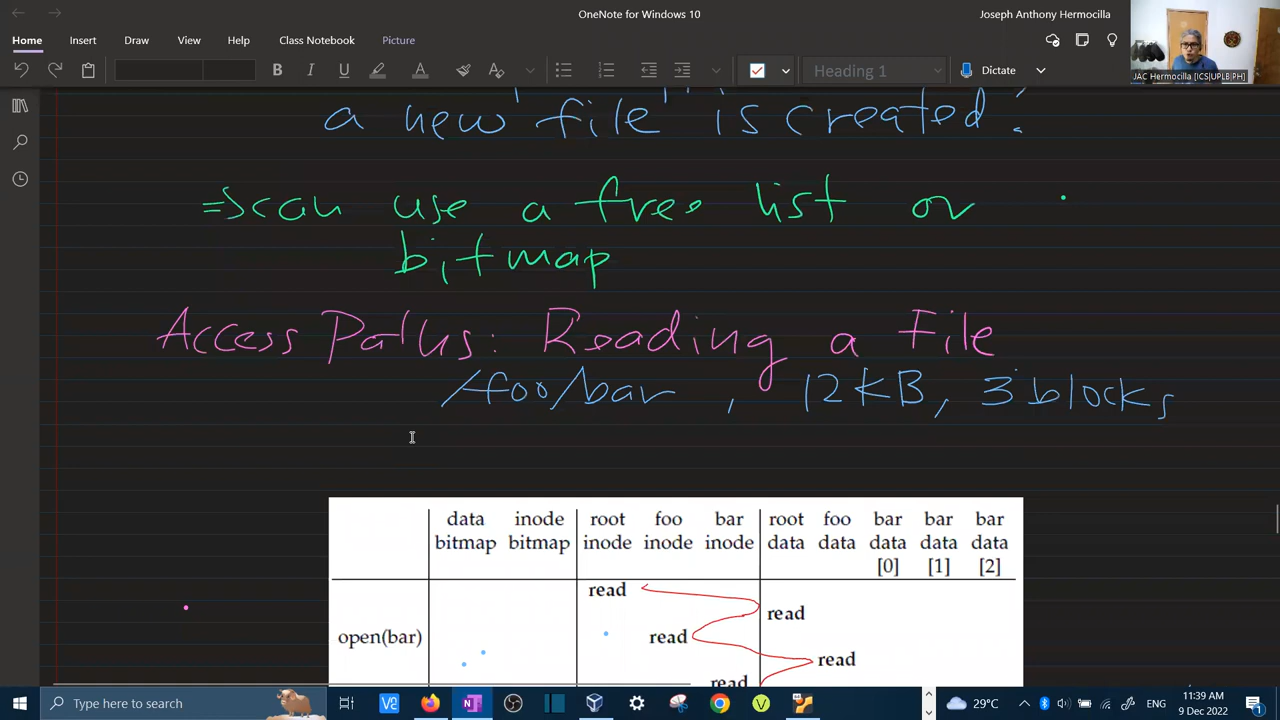 OneNote for Windows 10
Joseph Anthony Hermocilla
Home Insert Draw View Help Class Notebook Picture
Heading 1
Dictate
JAC Hermocilla [ICS|UPLB|PH]
a new file is created?
=> Scan use a free list or
bitmap
Access Paths: Reading a File
/foo/bar , 12kB, 3 blocks
data inode root foo bar root foo bar bar bar
bitmap bitmap inode inode inode data data data data data
[0] [1] [2]
read
read
open(bar) read
read
read
Type here to search
29°C
11:39 AM
9 Dec 2022